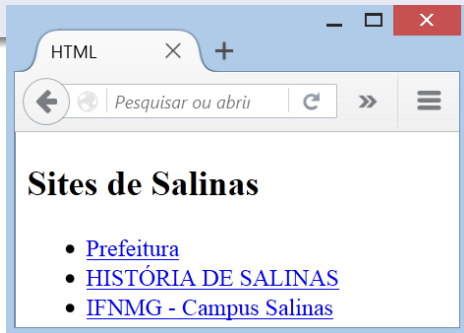 HTML
Pesquisar ou abrir
Sites de Salinas
Prefeitura
HISTÓRIA DE SALINAS
IFNMG - Campus Salinas